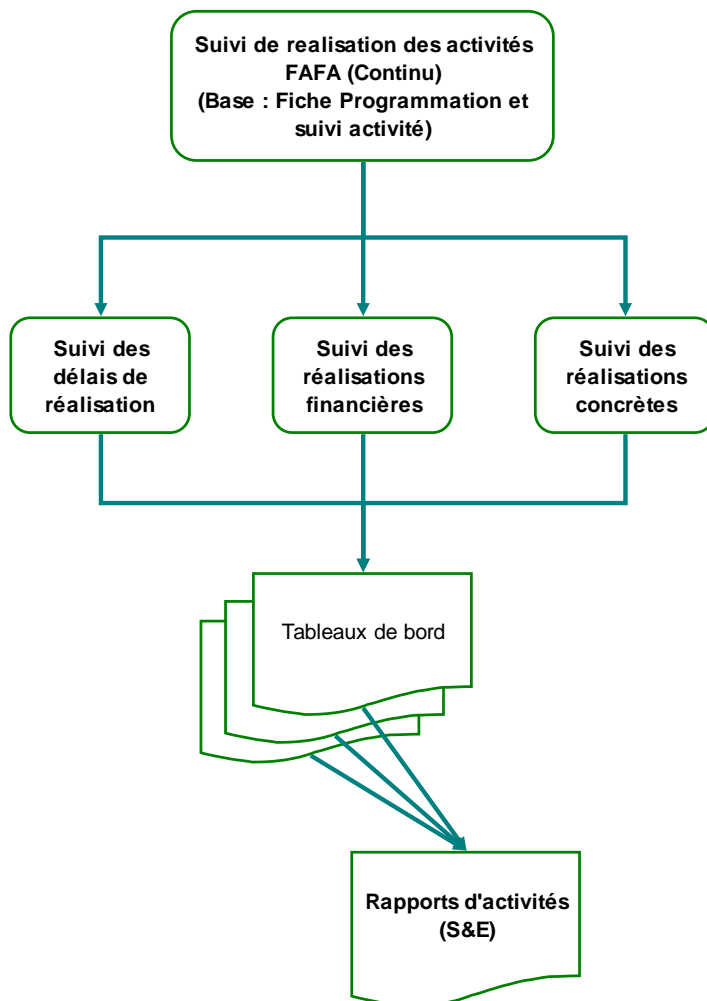 Suivi de realisation des activités
FAFA (Continu)
(Base : Fiche Programmation et
suivi activité)
Suivi des
délais de
réalisation
Suivi des
réalisations
financières
Suivi des
réalisations
concrètes
Tableaux de bord
Rapports d'activités
(S&E)